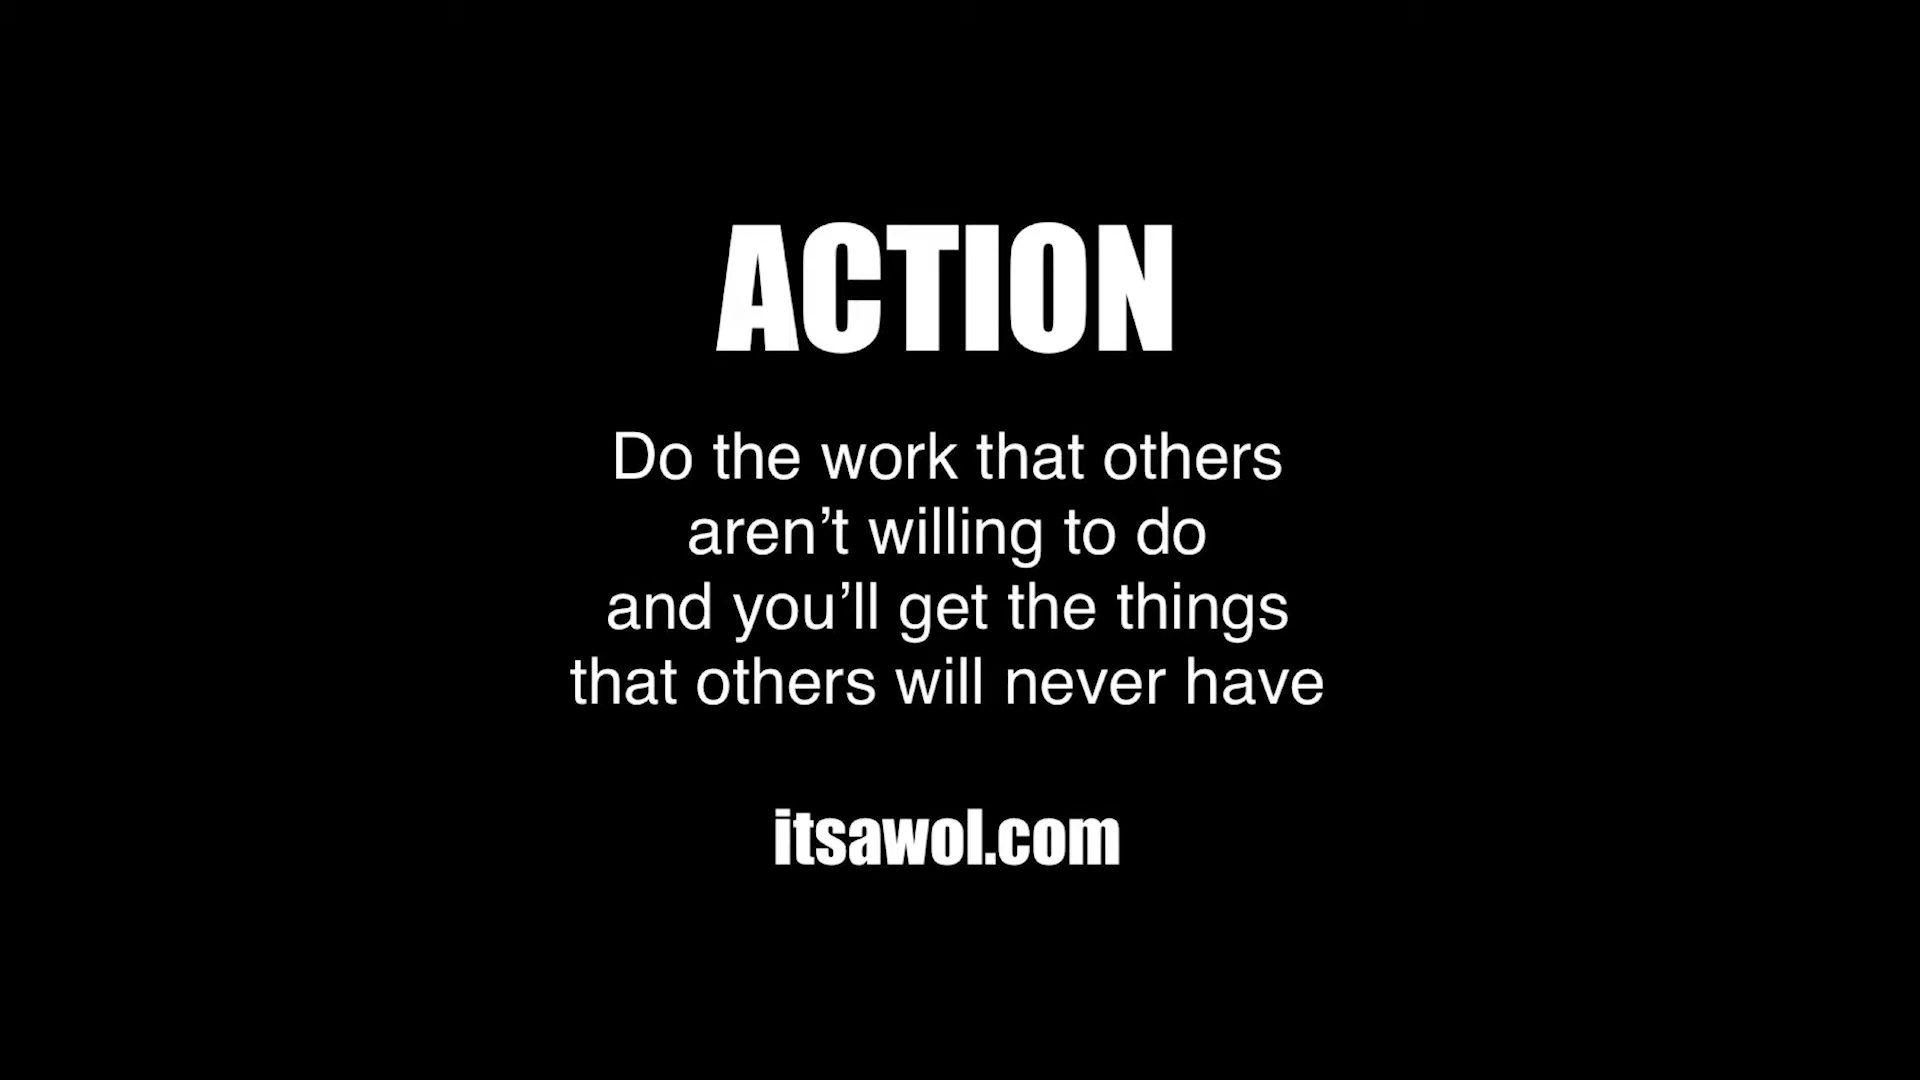 ACTION
Do the work that others
aren’t willing to do
and you’ll get the things
that others will never have
itsawol.com